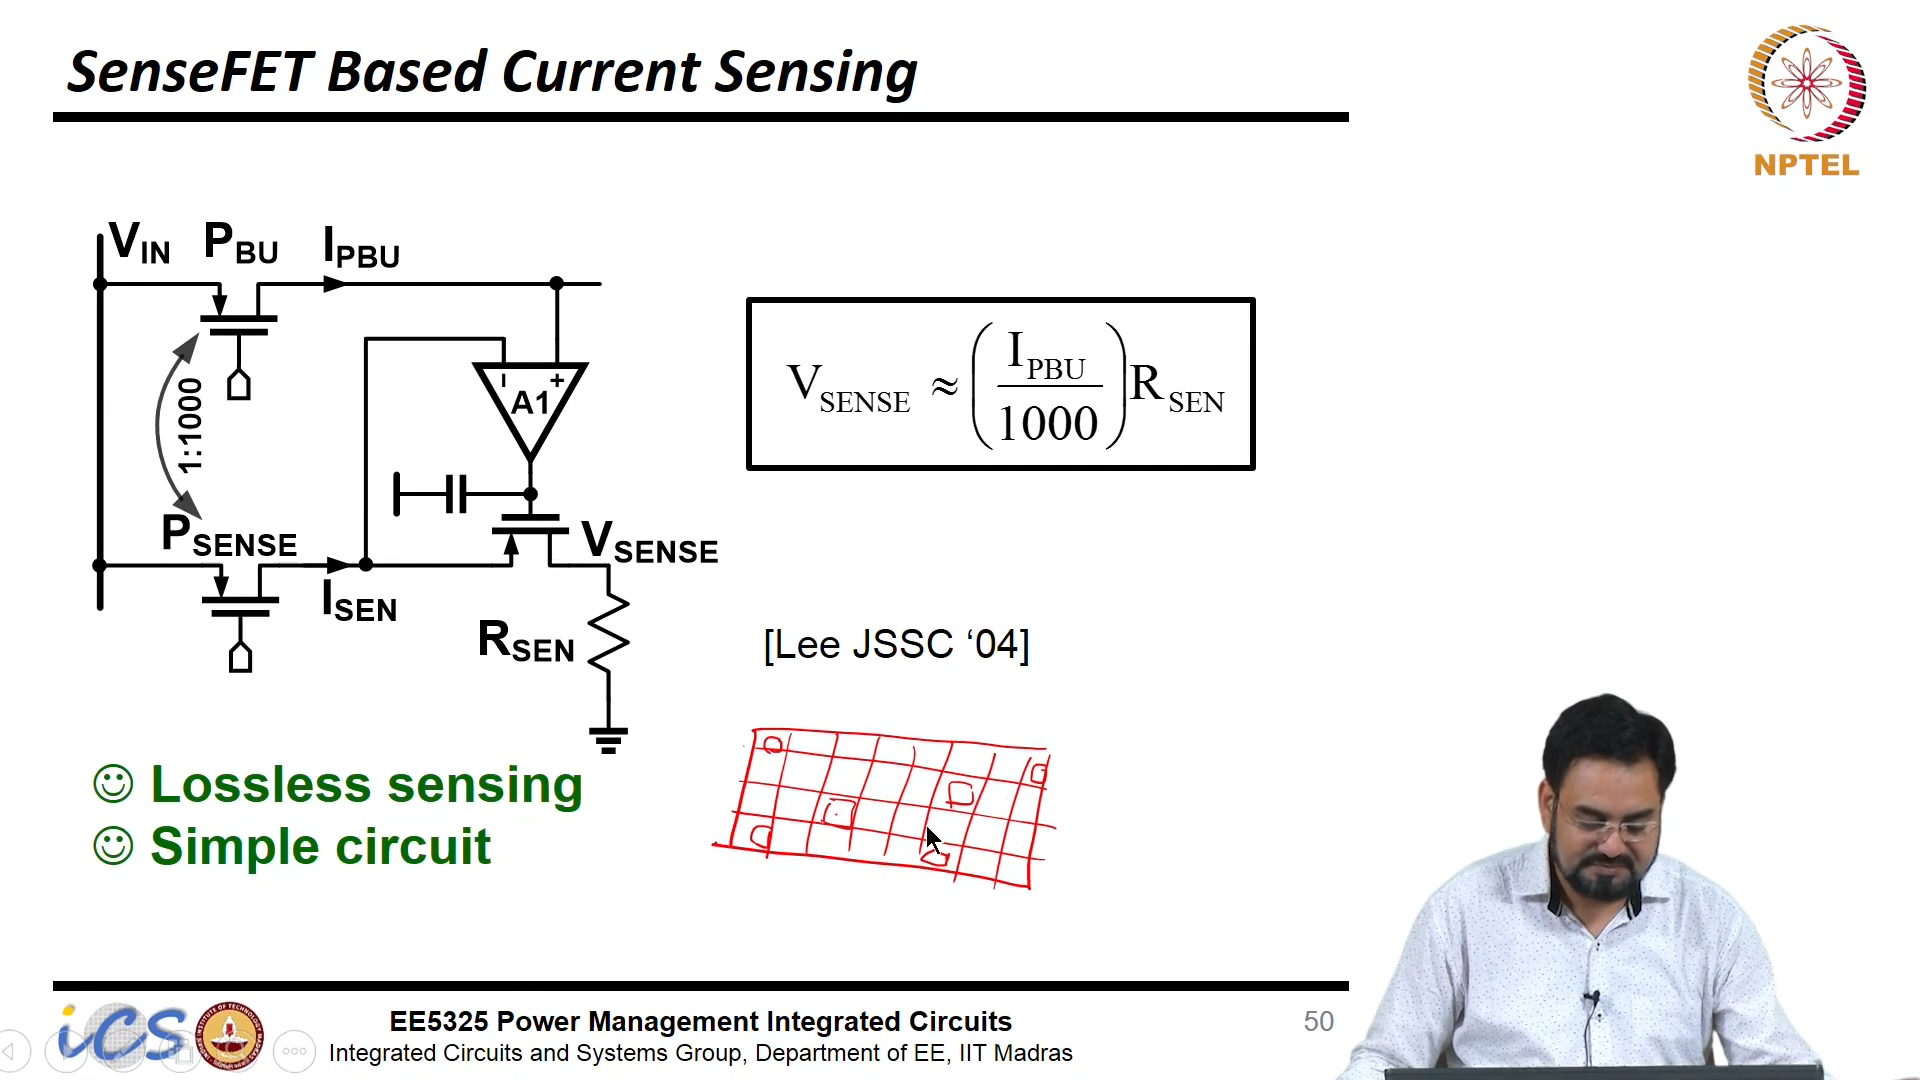 SenseFET Based Current Sensing
NPTEL
V_IN P_BU I_PBU
1:1000
A1
P_SENSE
I_SEN
V_SENSE
R_SEN
V_SENSE ≈ (I_PBU / 1000) R_SEN
[Lee JSSC ‘04]
☺ Lossless sensing
☺ Simple circuit
iCS
EE5325 Power Management Integrated Circuits
Integrated Circuits and Systems Group, Department of EE, IIT Madras
50